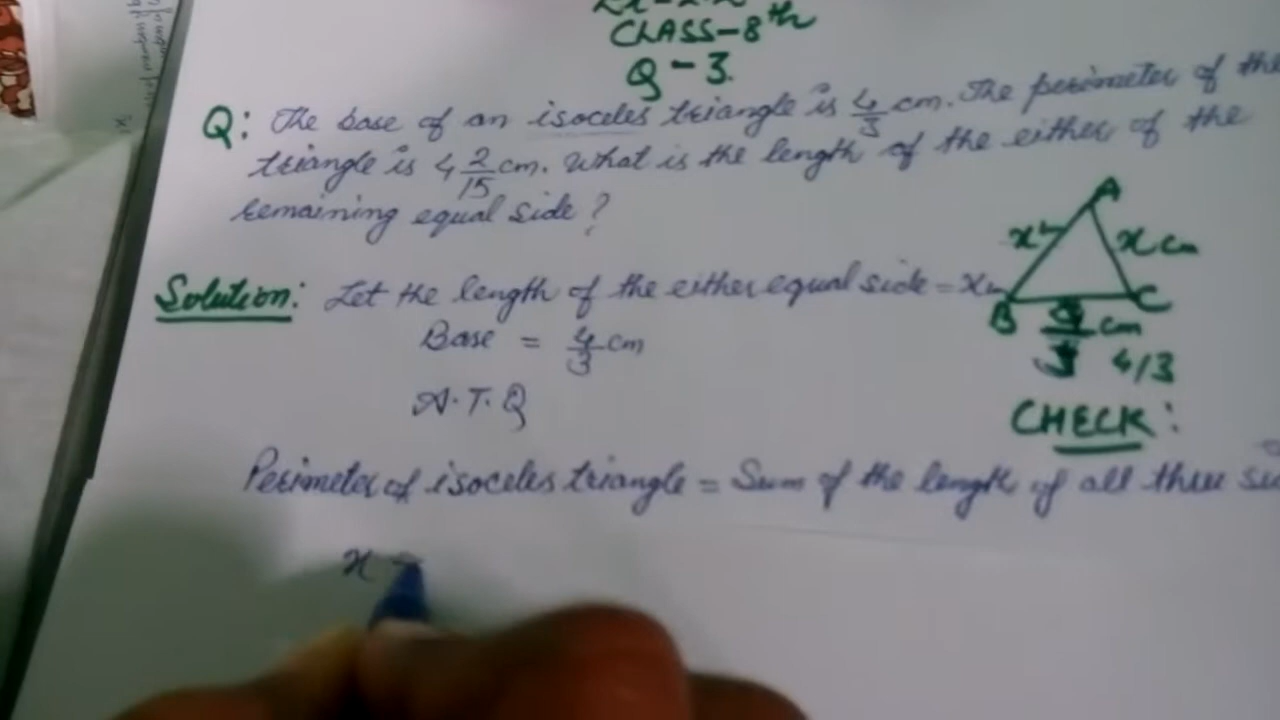 CLASS-8th
Q-3.
Q: The base of an isoceles triangle is 4/3 cm. The perimeter of the
triangle is 4 2/15 cm. What is the length of the either of the
remaining equal side?
Solution: Let the length of the either equal side = x
Base = 4/3 cm
A.T.Q
A
x
x cm
B
C
cm
4/3
CHECK:
Perimeter of isoceles triangle = Sum of the length of all three
x